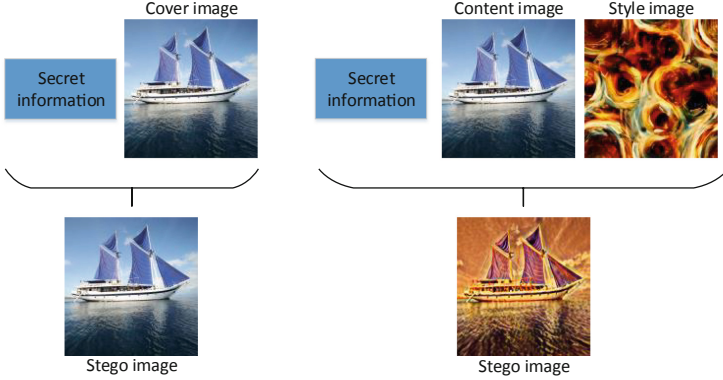 Cover image
Secret
information
Stego image
Content image
Style image
Secret
information
Stego image